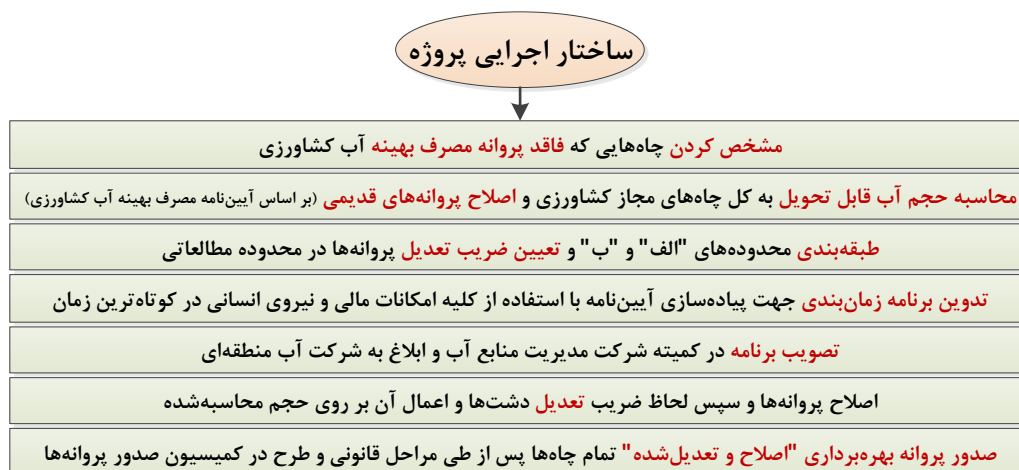 ساختار اجرایی پروژه
مشخص کردن چاه‌هایی که فاقد پروانه مصرف بهینه آب کشاورزی
محاسبه حجم آب قابل تحویل به کل چاه‌های مجاز کشاورزی و اصلاح پروانه‌های قدیمی (بر اساس آیین‌نامه مصرف بهینه آب کشاورزی)
طبقه‌بندی محدوده‌های "الف" و "ب" و تعیین ضریب تعدیل پروانه‌ها در محدوده مطالعاتی
تدوین برنامه زمان‌بندی جهت پیاده‌سازی آیین‌نامه با استفاده از کلیه امکانات مالی و نیروی انسانی در کوتاه‌ترین زمان
تصویب برنامه در کمیته شرکت مدیریت منابع آب و ابلاغ به شرکت آب منطقه‌ای
اصلاح پروانه‌ها و سپس لحاظ ضریب تعدیل دشت‌ها و اعمال آن بر روی حجم محاسبه‌شده
صدور پروانه بهره‌برداری "اصلاح و تعدیل‌شده" تمام چاه‌ها پس از طی مراحل قانونی و طرح در کمیسیون صدور پروانه‌ها